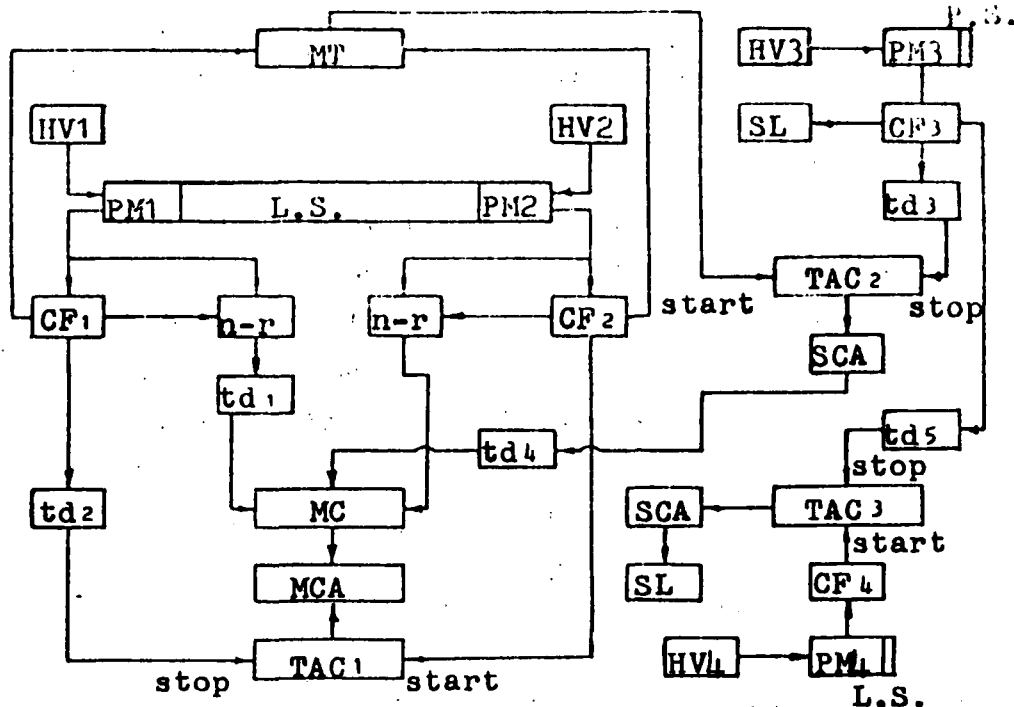 P.S.
MT
HV3
PM3
HV1
HV2
SL
CF3
PM1
L.S.
PM2
td3
TAC2
start
stop
CF1
n-r
n-r
CF2
SCA
td1
td4
td5
stop
td2
MC
SCA
TAC3
start
MCA
SL
CF4
TAC1
stop
start
HV4
PM4
L.S.